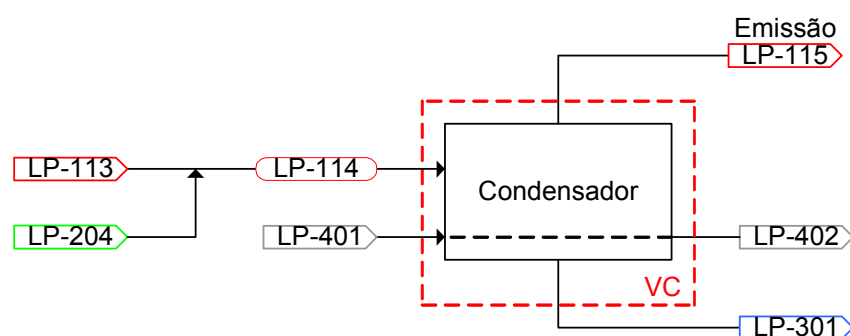 Emissão
LP-115
LP-113
LP-114
Condensador
LP-204
LP-401
LP-402
VC
LP-301